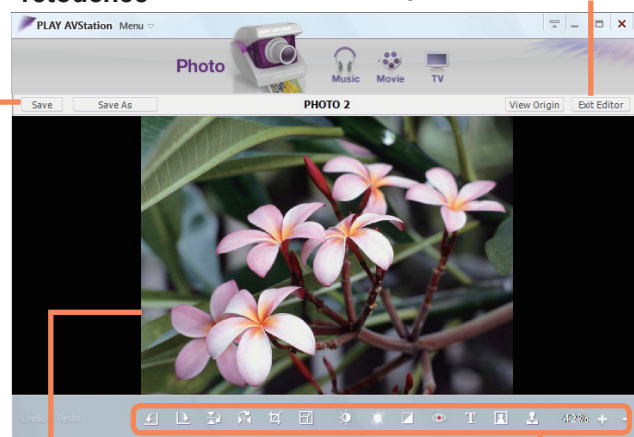 retouches
PLAY AVStation Menu
Photo
Music
Movie
TV
Save
Save As
PHOTO 2
View Origin
Exit Editor
Undo
Redo
T
42%